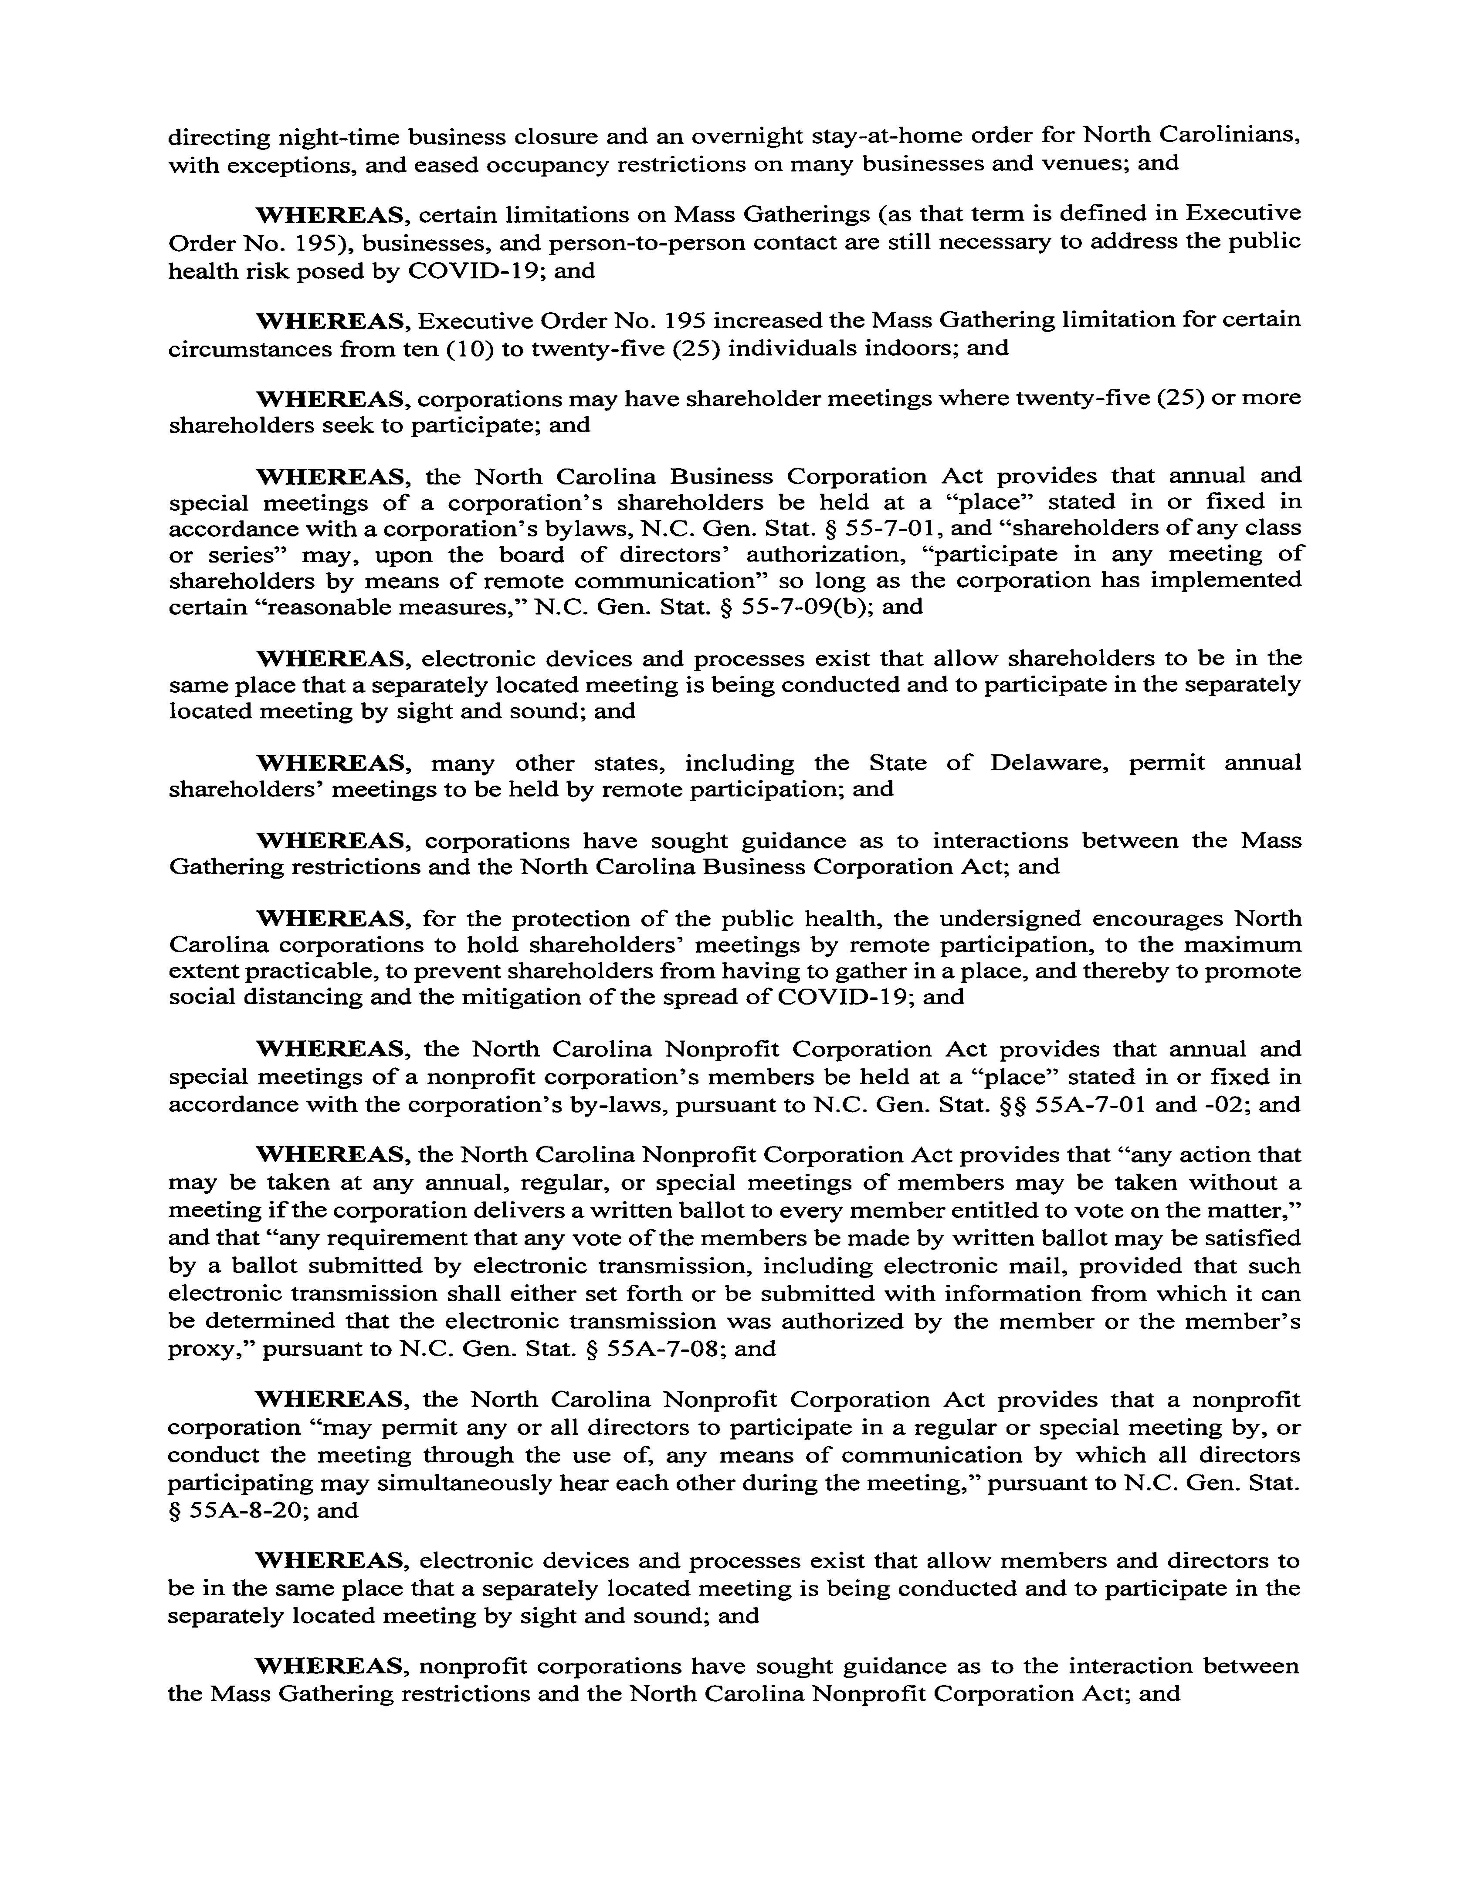 directing night-time business closure and an overnight stay-at-home order for North Carolinians,
with exceptions, and eased occupancy restrictions on many businesses and venues; and
WHEREAS, certain limitations on Mass Gatherings (as that term is defined in Executive
Order No. 195), businesses, and person-to-person contact are still necessary to address the public
health risk posed by COVID-19; and
WHEREAS, Executive Order No. 195 increased the Mass Gathering limitation for certain
circumstances from ten (10) to twenty-five (25) individuals indoors; and
WHEREAS, corporations may have shareholder meetings where twenty-five (25) or more
shareholders seek to participate; and
WHEREAS, the North Carolina Business Corporation Act provides that annual and
special meetings of a corporation's shareholders be held at a “place” stated in or fixed in
accordance with a corporation's bylaws, N.C. Gen. Stat. § 55-7-01, and “shareholders of any class
or series” may, upon the board of directors' authorization, “participate in any meeting of
shareholders by means of remote communication” so long as the corporation has implemented
certain “reasonable measures,” N.C. Gen. Stat. § 55-7-09(b); and
WHEREAS, electronic devices and processes exist that allow shareholders to be in the
same place that a separately located meeting is being conducted and to participate in the separately
located meeting by sight and sound; and
WHEREAS, many other states, including the State of Delaware, permit annual
shareholders' meetings to be held by remote participation; and
WHEREAS, corporations have sought guidance as to interactions between the Mass
Gathering restrictions and the North Carolina Business Corporation Act; and
WHEREAS, for the protection of the public health, the undersigned encourages North
Carolina corporations to hold shareholders' meetings by remote participation, to the maximum
extent practicable, to prevent shareholders from having to gather in a place, and thereby to promote
social distancing and the mitigation of the spread of COVID-19; and
WHEREAS, the North Carolina Nonprofit Corporation Act provides that annual and
special meetings of a nonprofit corporation's members be held at a “place” stated in or fixed in
accordance with the corporation's by-laws, pursuant to N.C. Gen. Stat. §§ 55A-7-01 and -02; and
WHEREAS, the North Carolina Nonprofit Corporation Act provides that “any action that
may be taken at any annual, regular, or special meetings of members may be taken without a
meeting if the corporation delivers a written ballot to every member entitled to vote on the matter,”
and that “any requirement that any vote of the members be made by written ballot may be satisfied
by a ballot submitted by electronic transmission, including electronic mail, provided that such
electronic transmission shall either set forth or be submitted with information from which it can
be determined that the electronic transmission was authorized by the member or the member's
proxy,” pursuant to N.C. Gen. Stat. § 55A-7-08; and
WHEREAS, the North Carolina Nonprofit Corporation Act provides that a nonprofit
corporation “may permit any or all directors to participate in a regular or special meeting by, or
conduct the meeting through the use of, any means of communication by which all directors
participating may simultaneously hear each other during the meeting,” pursuant to N.C. Gen. Stat.
§ 55A-8-20; and
WHEREAS, electronic devices and processes exist that allow members and directors to
be in the same place that a separately located meeting is being conducted and to participate in the
separately located meeting by sight and sound; and
WHEREAS, nonprofit corporations have sought guidance as to the interaction between
the Mass Gathering restrictions and the North Carolina Nonprofit Corporation Act; and